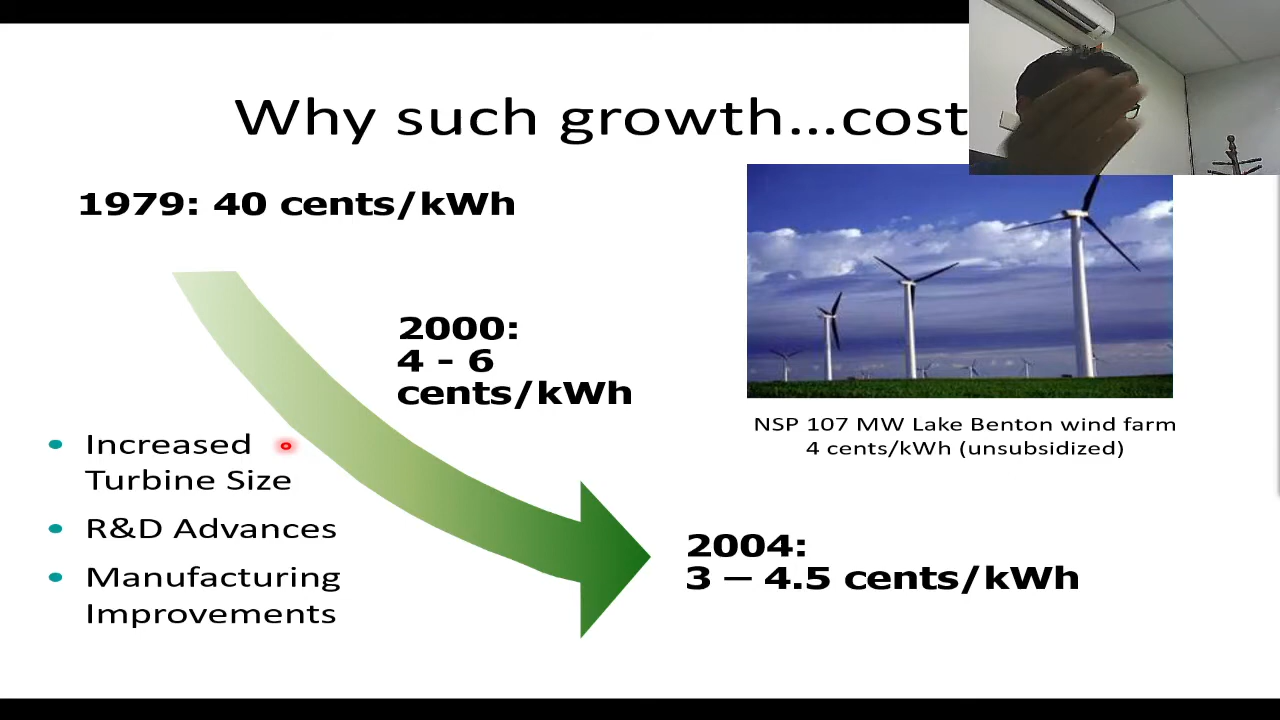 Why such growth...cost
1979: 40 cents/kWh
2000:
4 - 6
cents/kWh
NSP 107 MW Lake Benton wind farm
4 cents/kWh (unsubsidized)
• Increased
Turbine Size
• R&D Advances
• Manufacturing
Improvements
2004:
3 – 4.5 cents/kWh